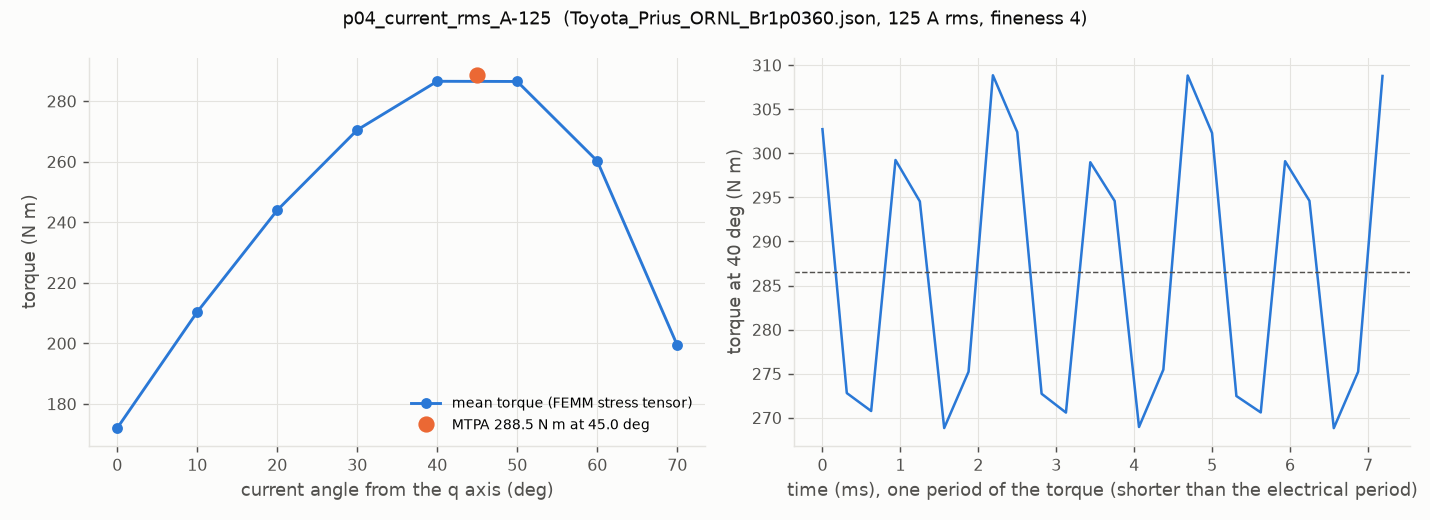 p04_current_rms_A-125  (Toyota_Prius_ORNL_Br1p0360.json, 125 A rms, fineness 4)
torque (N m)
280
260
240
220
200
180
0 10 20 30 40 50 60 70
current angle from the q axis (deg)
mean torque (FEMM stress tensor)
MTPA 288.5 N m at 45.0 deg
torque at 40 deg (N m)
310
305
300
295
290
285
280
275
270
0 1 2 3 4 5 6 7
time (ms), one period of the torque (shorter than the electrical period)